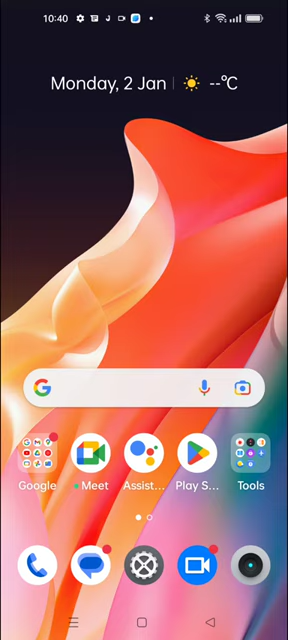 10:40
Monday, 2 Jan | --°C
Google
Meet
Assist...
Play S...
Tools